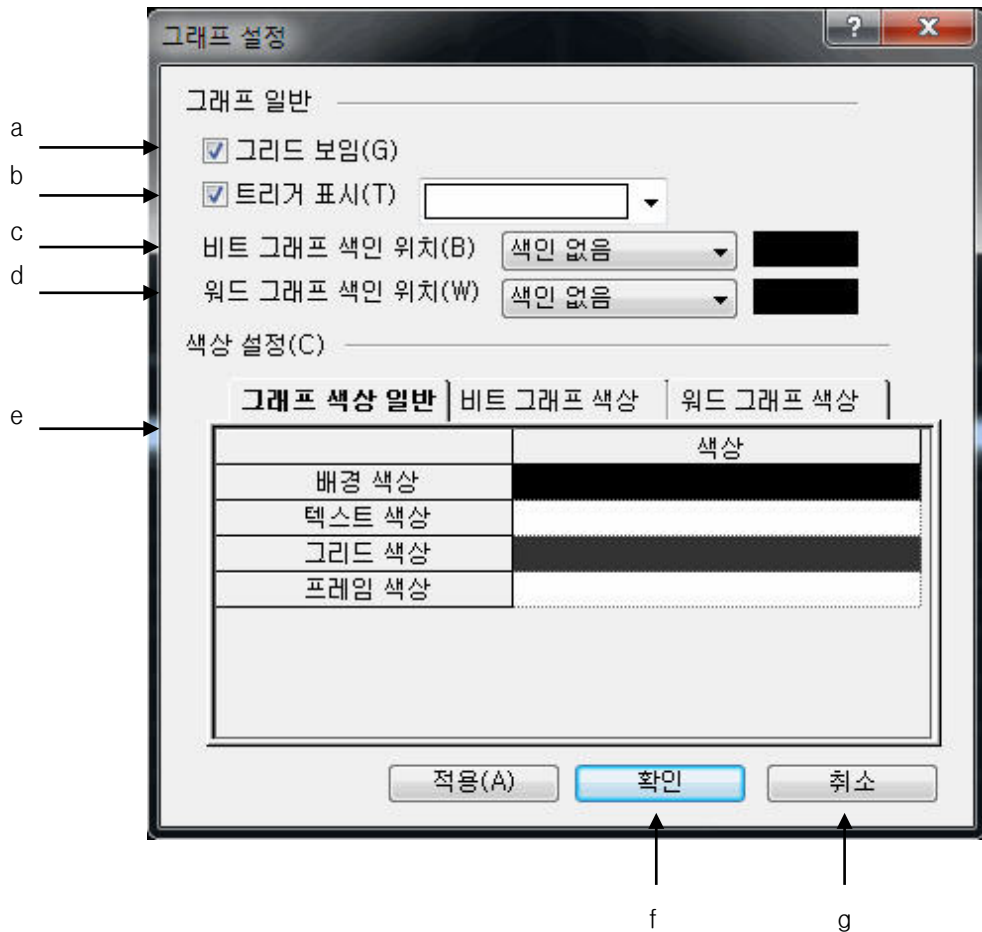 그래프 설정
?
X
그래프 일반
a
그리드 보임(G)
b
트리거 표시(T)
c
비트 그래프 색인 위치(B) 색인 없음
d
워드 그래프 색인 위치(W) 색인 없음
색상 설정(C)
그래프 색상 일반 비트 그래프 색상 워드 그래프 색상
e
색상
배경 색상
텍스트 색상
그리드 색상
프레임 색상
적용(A) 확인 취소
f g